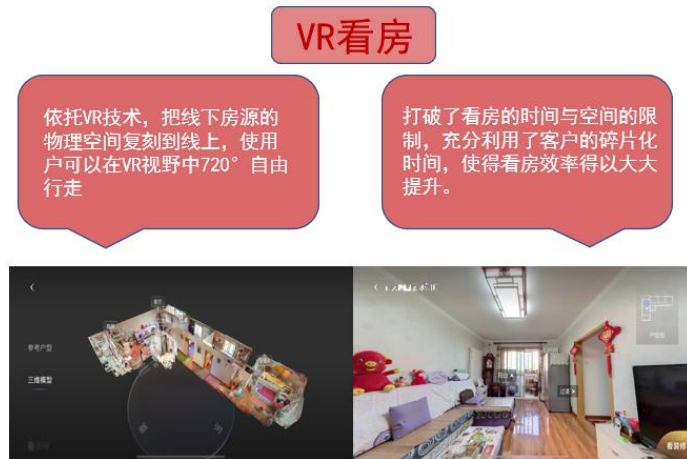 VR看房
依托VR技术，把线下房源的
物理空间复刻到线上，使用
户可以在VR视野中720°自由
行走
打破了看房的时间与空间的限
制，充分利用了客户的碎片化
时间，使得看房效率得以大大
提升。
参考户型
三维模型
户型图
看装修